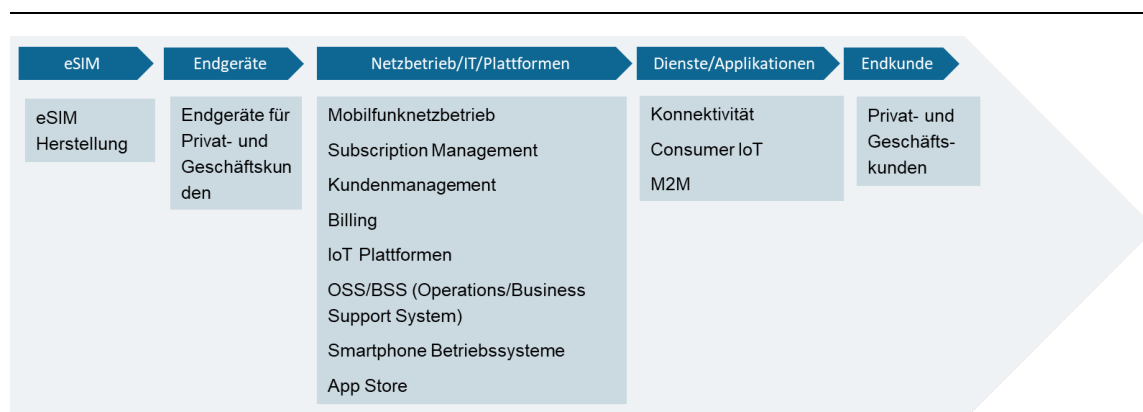 eSIM
Endgeräte
Netzbetrieb/IT/Plattformen
Dienste/Applikationen
Endkunde
eSIM
Herstellung
Endgeräte für
Privat- und
Geschäftskun
den
Mobilfunknetzbetrieb
Subscription Management
Kundenmanagement
Billing
IoT Plattformen
OSS/BSS (Operations/Business
Support System)
Smartphone Betriebssysteme
App Store
Konnektivität
Consumer IoT
M2M
Privat- und
Geschäfts-
kunden